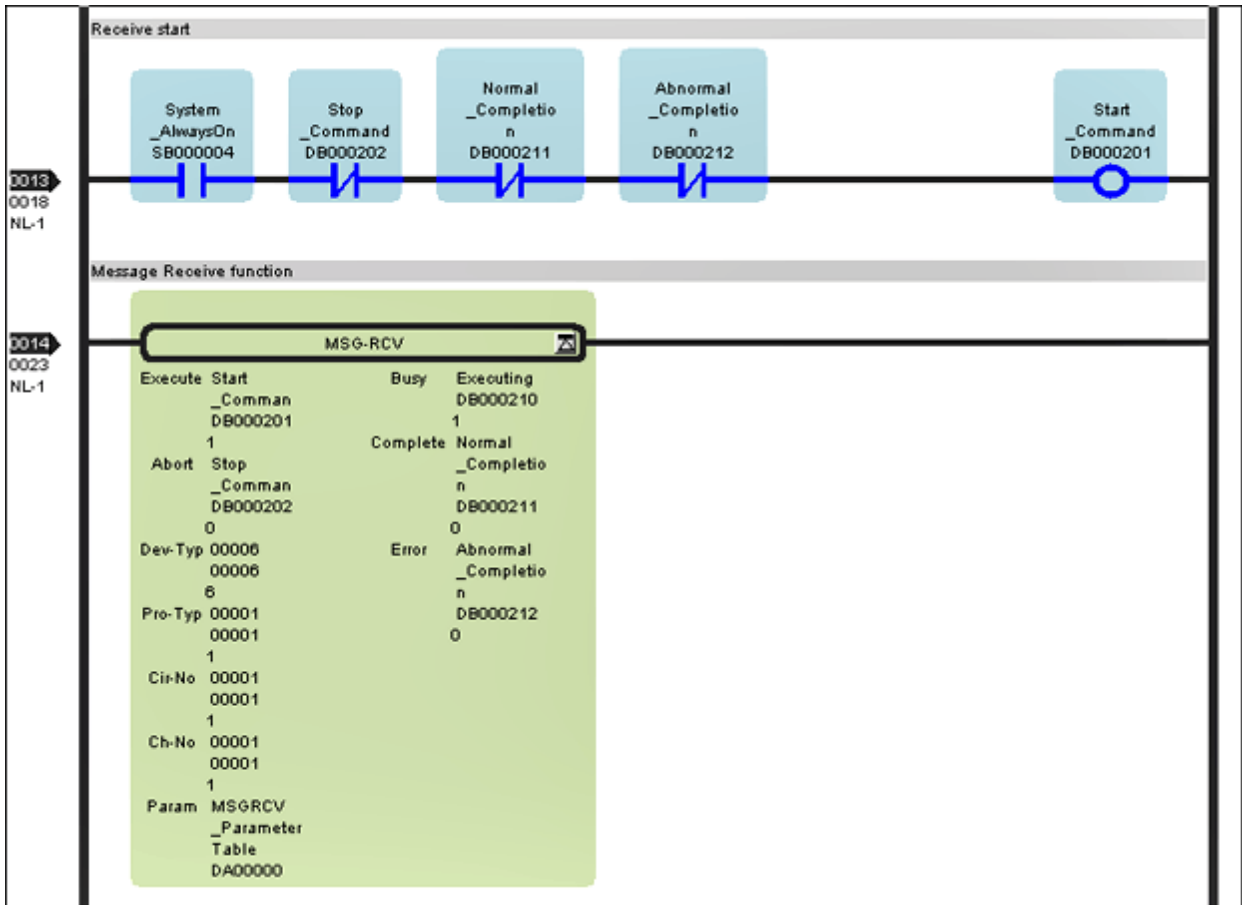 Receive start
System
_AlwaysOn
SB000004
Stop
_Command
DB000202
Normal
_Completio
n
DB000211
Abnormal
_Completio
n
DB000212
Start
_Command
DB000201
0013
0018
NL-1
Message Receive function
0014
0023
NL-1
MSG-RCV
Execute Start
_Comman
DB000201
1
Abort Stop
_Comman
DB000202
0
Dev-Typ 00006
00006
6
Pro-Typ 00001
00001
1
Cir-No 00001
00001
1
Ch-No 00001
00001
1
Param MSGRCV
_Parameter
Table
DA00000
Busy Executing
DB000210
1
Complete Normal
_Completio
n
DB000211
0
Error Abnormal
_Completio
n
DB000212
0